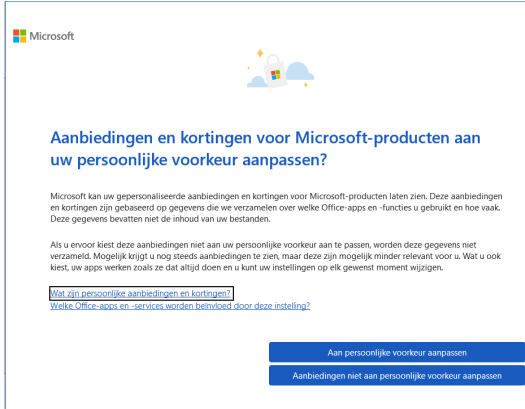 Microsoft
Aanbiedingen en kortingen voor Microsoft-producten aan
uw persoonlijke voorkeur aanpassen?
Microsoft kan uw gepersonaliseerde aanbiedingen en kortingen voor Microsoft-producten laten zien. Deze aanbiedingen
en kortingen zijn gebaseerd op gegevens die we verzamelen over welke Office-apps en -functies u gebruikt en hoe vaak.
Deze gegevens bevatten niet de inhoud van uw bestanden.
Als u ervoor kiest deze aanbiedingen niet aan uw persoonlijke voorkeur aan te passen, worden deze gegevens niet
verzameld. Mogelijk krijgt u nog steeds aanbiedingen te zien, maar deze zijn mogelijk minder relevant voor u. Wat u ook
kiest, uw apps werken zoals ze dat altijd doen en u kunt uw instellingen op elk gewenst moment wijzigen.
Wat zijn persoonlijke aanbiedingen en kortingen?
Welke Office-apps en -services worden beïnvloed door deze instelling?
Aan persoonlijke voorkeur aanpassen
Aanbiedingen niet aan persoonlijke voorkeur aanpassen